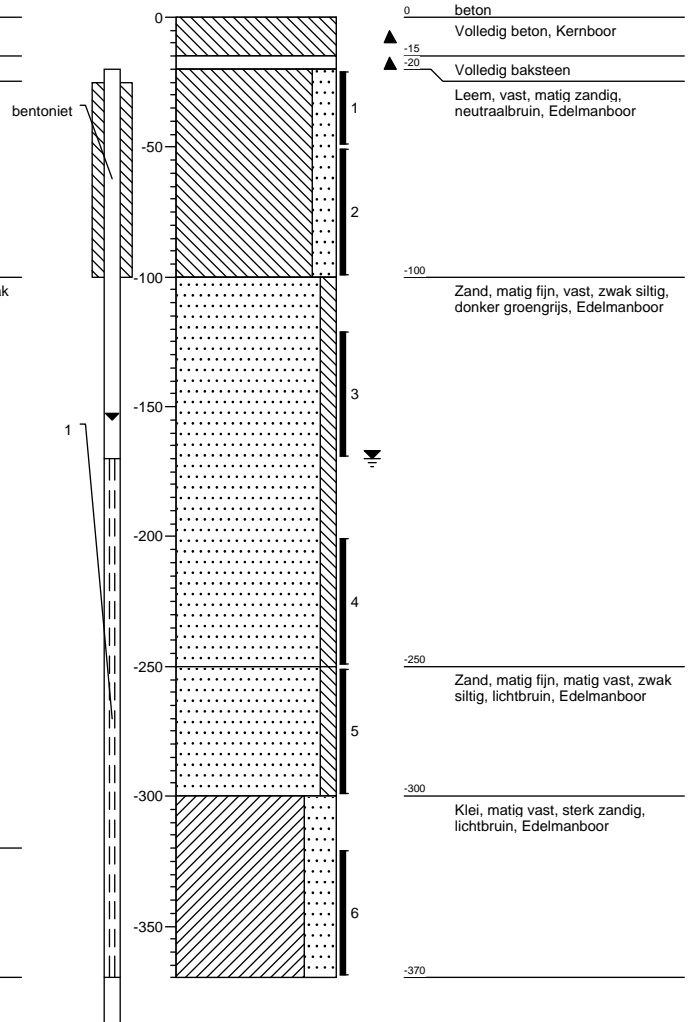 0
0 beton
Volledig beton, Kernboor
-15
-20
Volledig baksteen
Leem, vast, matig zandig,
neutraalbruin, Edelmanboor
bentoniet
1
-50
2
-100
-100
ak
Zand, matig fijn, vast, zwak siltig,
donker groengrijs, Edelmanboor
3
-150
1
-200
4
-250
-250
Zand, matig fijn, matig vast, zwak
siltig, lichtbruin, Edelmanboor
5
-300
-300
Klei, matig vast, sterk zandig,
lichtbruin, Edelmanboor
6
-350
-370